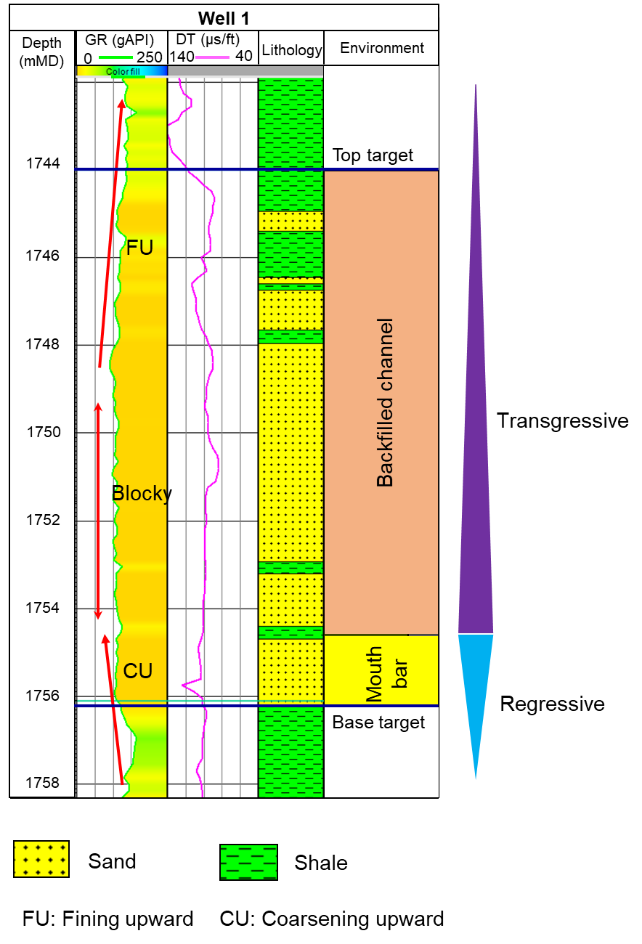 Well 1
Depth
(mMD)
GR (gAPI)
0 250
Color fill
DT (µs/ft)
140 40
Lithology
Environment
1744
Top target
FU
1746
1748
1750
Backfilled channel
Transgressive
Blocky
1752
1754
CU
Mouth
bar
1756
Regressive
Base target
1758
Sand
Shale
FU: Fining upward CU: Coarsening upward